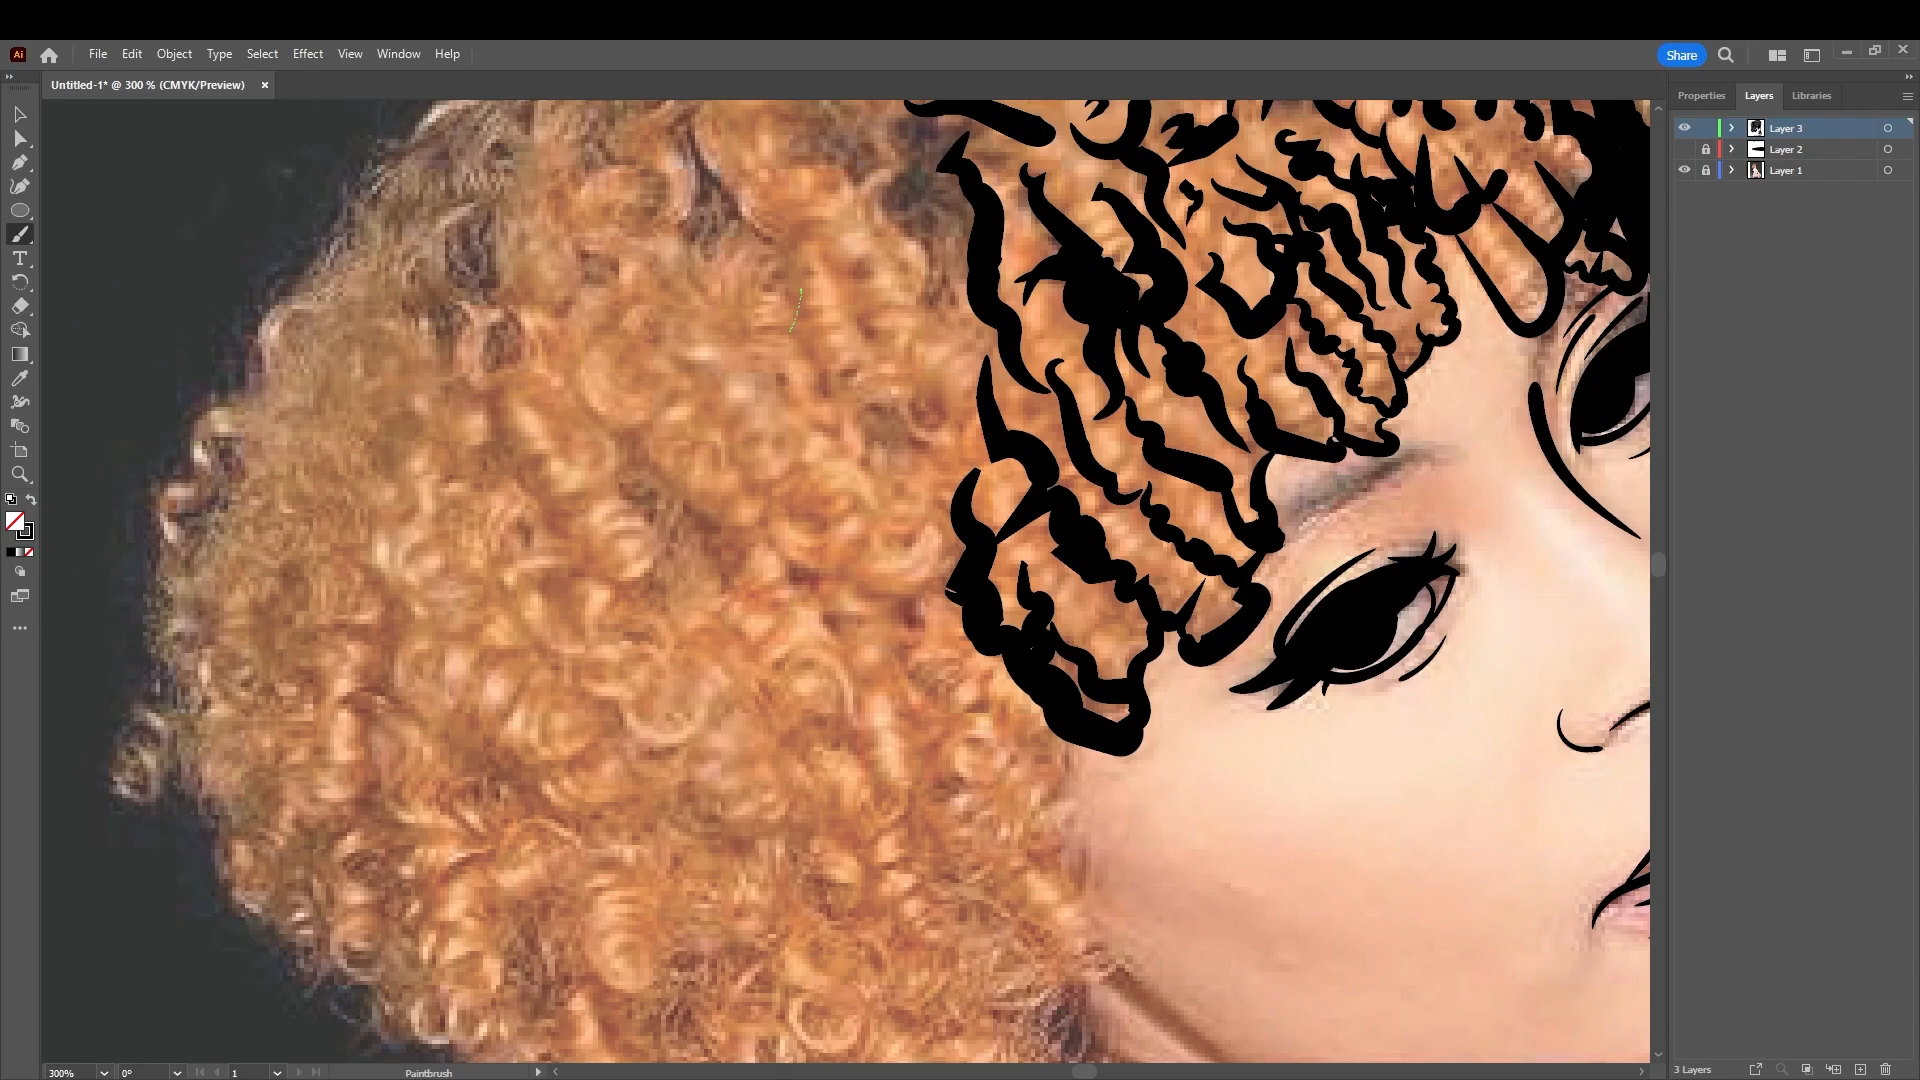 Ai File Edit Object Type Select Effect View Window Help Share
Untitled-1* @ 300 % (CMYK/Preview) ×
Properties Layers Libraries
Layer 3
Layer 2
Layer 1
300% 0° 1 Paintbrush
3 Layers